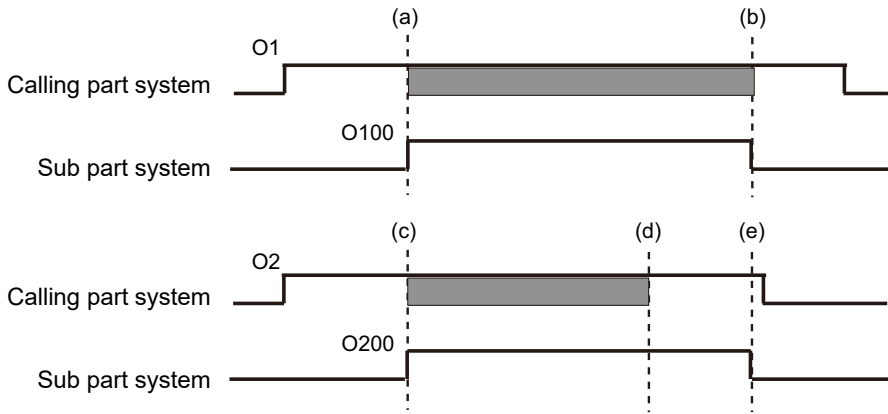 (a) (b)
O1
Calling part system
O100
Sub part system
(c) (d) (e)
O2
Calling part system
O200
Sub part system